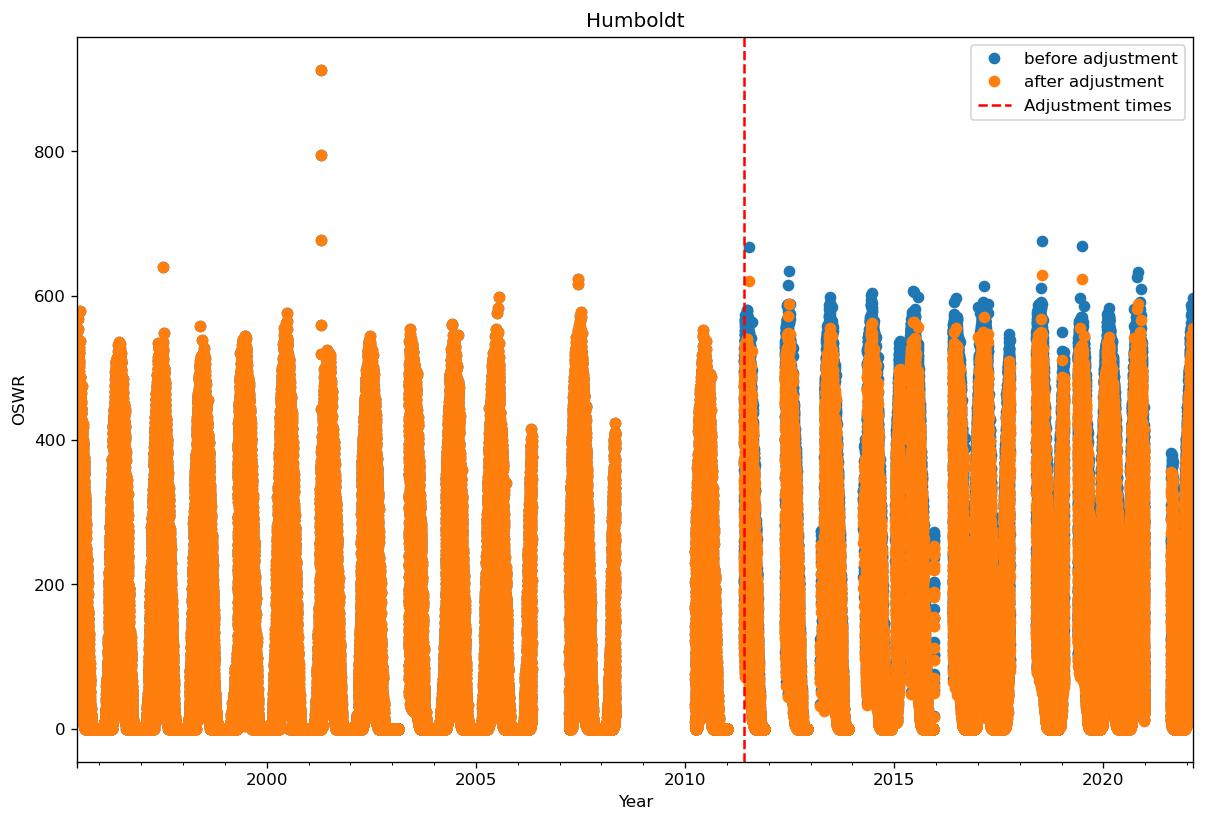 Humboldt
before adjustment
after adjustment
Adjustment times
OSWR
800
600
400
200
0
2000 2005 2010 2015 2020
Year